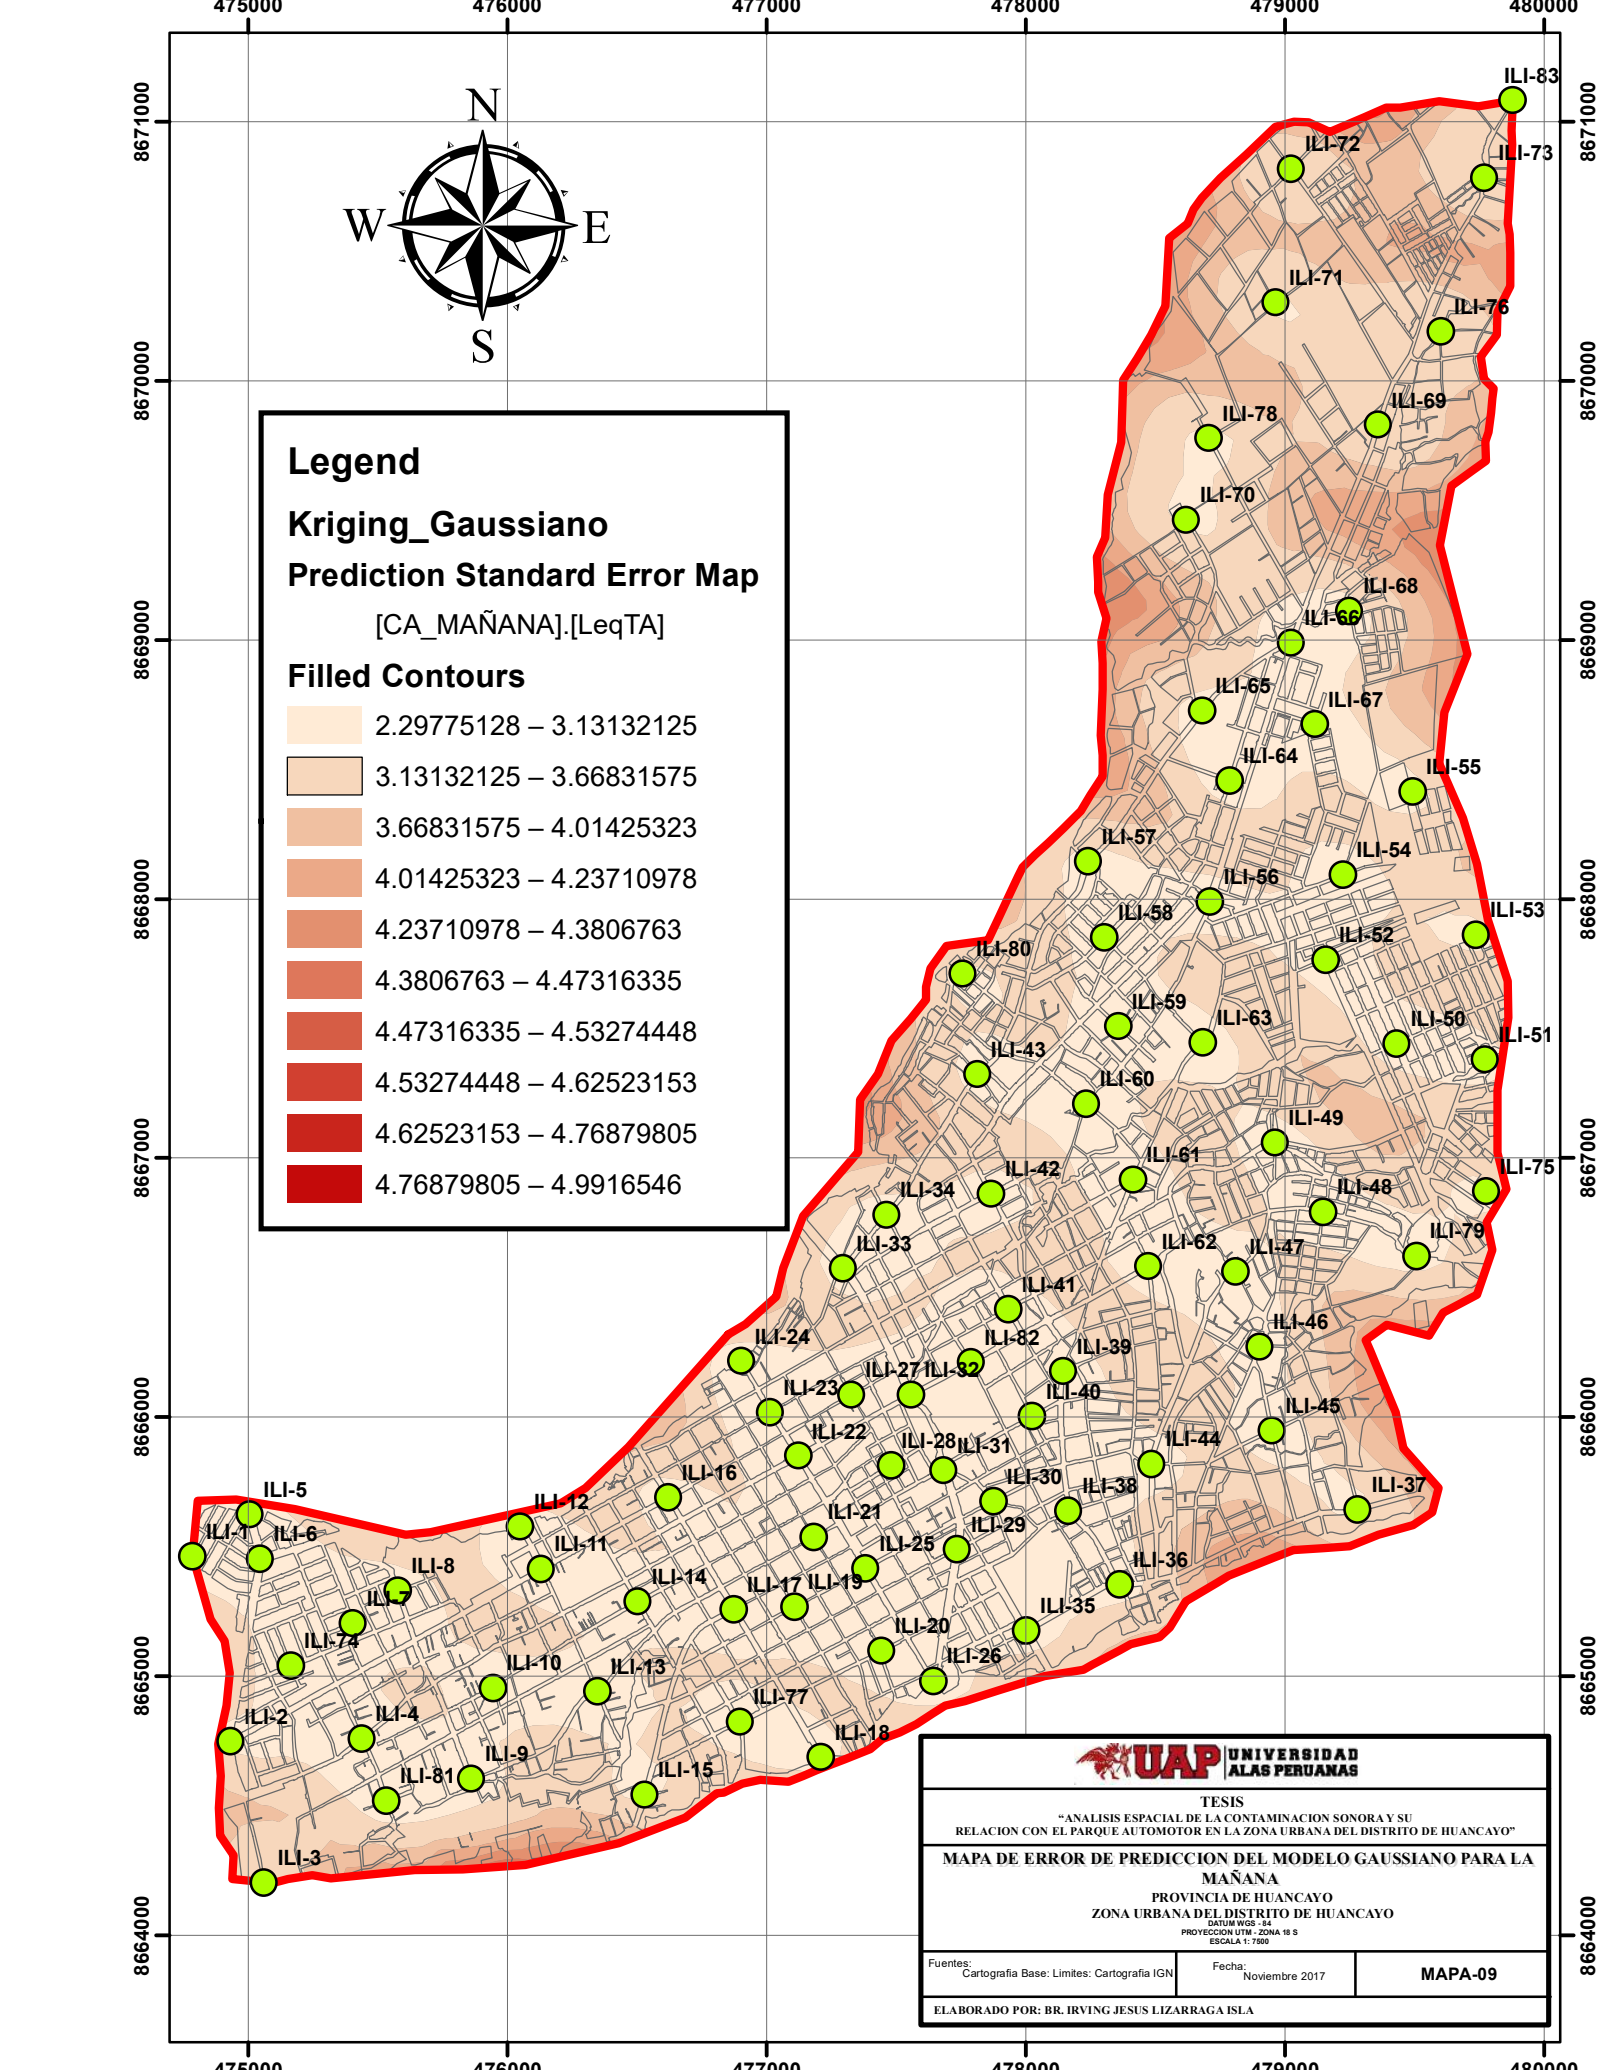 475000 476000 477000 478000 479000 480000
N
W E
S
8671000 8671000
8670000 8670000
8669000 8669000
8668000 8668000
8667000 8667000
8666000 8666000
8665000 8665000
8664000 8664000
Legend
Kriging_Gaussiano
Prediction Standard Error Map
[CA_MAÑANA].[LeqTA]
Filled Contours
2.29775128 – 3.13132125
3.13132125 – 3.66831575
3.66831575 – 4.01425323
4.01425323 – 4.23710978
4.23710978 – 4.3806763
4.3806763 – 4.47316335
4.47316335 – 4.53274448
4.53274448 – 4.62523153
4.62523153 – 4.76879805
4.76879805 – 4.9916546
ILI-83
ILI-72
ILI-73
ILI-71
ILI-76
ILI-69
ILI-78
ILI-70
ILI-68
ILI-66
ILI-65
ILI-67
ILI-64
ILI-55
ILI-57
ILI-54
ILI-56
ILI-58
ILI-53
ILI-52
ILI-80
ILI-59
ILI-63
ILI-50
ILI-51
ILI-43
ILI-60
ILI-49
ILI-61
ILI-42
ILI-75
ILI-34
ILI-48
ILI-33
ILI-62
ILI-47
ILI-79
ILI-41
ILI-46
ILI-24
ILI-82
ILI-39
ILI-27
ILI-32
ILI-23
ILI-40
ILI-45
ILI-22
ILI-28
ILI-31
ILI-44
ILI-16
ILI-30
ILI-38
ILI-37
ILI-5
ILI-12
ILI-21
ILI-29
ILI-1
ILI-6
ILI-11
ILI-25
ILI-8
ILI-36
ILI-14
ILI-17
ILI-19
ILI-7
ILI-35
ILI-20
ILI-74
ILI-26
ILI-10
ILI-13
ILI-77
ILI-2
ILI-4
ILI-18
ILI-9
ILI-15
ILI-81
ILI-3
UAP UNIVERSIDAD
ALAS PERUANAS
TESIS
“ANALISIS ESPACIAL DE LA CONTAMINACION SONORA Y SU
RELACION CON EL PARQUE AUTOMOTOR EN LA ZONA URBANA DEL DISTRITO DE HUANCAYO”
MAPA DE ERROR DE PREDICCION DEL MODELO GAUSSIANO PARA LA
MAÑANA
PROVINCIA DE HUANCAYO
ZONA URBANA DEL DISTRITO DE HUANCAYO
DATUM WGS - 84
PROYECCION UTM - ZONA 18 S
ESCALA 1: 7500
Fuentes:
Cartografia Base: Limites: Cartografia IGN
Fecha:
Noviembre 2017
MAPA-09
ELABORADO POR: BR. IRVING JESUS LIZARRAGA ISLA
475000 476000 477000 478000 479000 480000